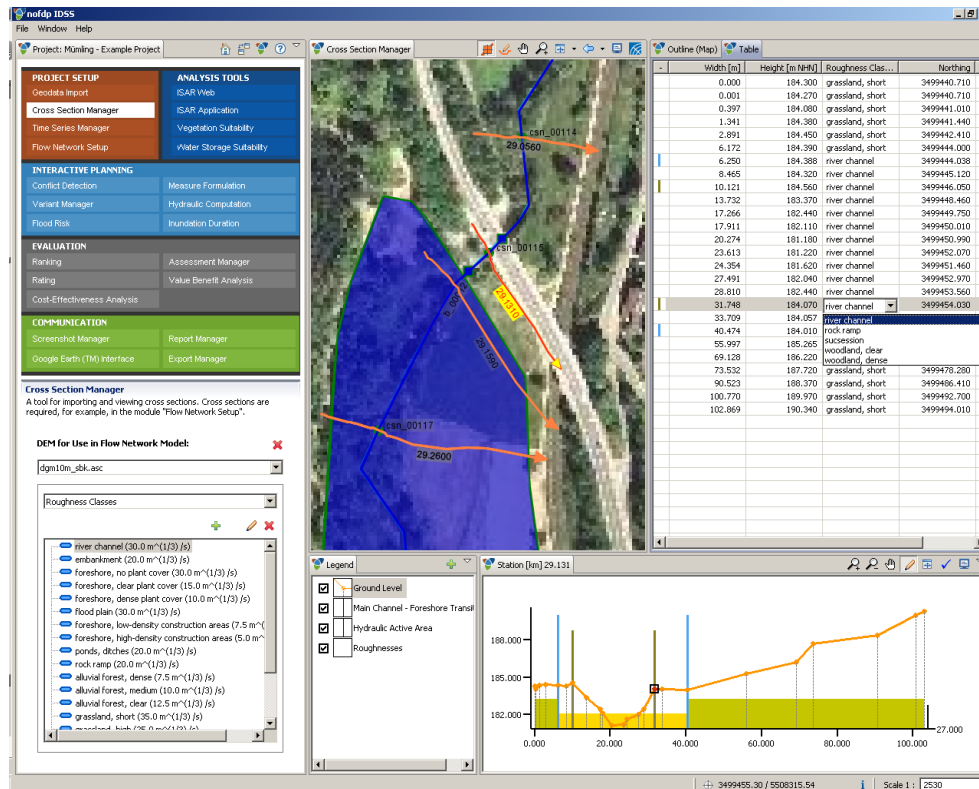 nofdp IDSS
File Window Help
Project: Mümling - Example Project
PROJECT SETUP
Geodata Import
Cross Section Manager
Time Series Manager
Flow Network Setup
ANALYSIS TOOLS
ISAR Web
ISAR Application
Vegetation Suitability
Water Storage Suitability
INTERACTIVE PLANNING
Conflict Detection Measure Formulation
Variant Manager Hydraulic Computation
Flood Risk Inundation Duration
EVALUATION
Ranking Assessment Manager
Rating Value Benefit Analysis
Cost-Effectiveness Analysis
COMMUNICATION
Screenshot Manager Report Manager
Google Earth (TM) Interface Export Manager
Cross Section Manager
A tool for importing and viewing cross sections. Cross sections are
required, for example, in the module "Flow Network Setup".
DEM for Use in Flow Network Model:
dgm10m_sbk.asc
Roughness Classes
river channel (30.0 m^(1/3) /s)
embankment (20.0 m^(1/3) /s)
foreshore, no plant cover (30.0 m^(1/3) /s)
foreshore, clear plant cover (15.0 m^(1/3) /s)
foreshore, dense plant cover (10.0 m^(1/3) /s)
flood plain (30.0 m^(1/3) /s)
foreshore, low-density construction areas (7.5 m^(
foreshore, high-density construction areas (5.0 m^(
ponds, ditches (20.0 m^(1/3) /s)
rock ramp (20.0 m^(1/3) /s)
alluvial forest, dense (7.5 m^(1/3) /s)
alluvial forest, medium (10.0 m^(1/3) /s)
alluvial forest, clear (12.5 m^(1/3) /s)
grassland, short (35.0 m^(1/3) /s)
Cross Section Manager
csn_00114
29.0560
csn_00115
29.1310
29.1590
csn_00117
29.2600
Outline (Map) Table
- Width [m] Height [m NHN] Roughness Clas... Northing
0.000 184.300 grassland, short 3499440.710
0.001 184.270 grassland, short 3499440.710
0.397 184.080 grassland, short 3499441.010
1.341 184.380 grassland, short 3499441.440
2.891 184.450 grassland, short 3499442.410
6.172 184.390 grassland, short 3499444.000
6.250 184.388 river channel 3499444.038
8.465 184.320 river channel 3499445.120
10.121 184.560 river channel 3499446.050
13.732 183.370 river channel 3499448.460
17.266 182.440 river channel 3499449.750
17.911 182.110 river channel 3499450.010
20.274 181.180 river channel 3499450.990
23.613 181.220 river channel 3499452.070
24.354 181.620 river channel 3499451.460
27.491 182.040 river channel 3499452.970
28.810 182.440 river channel 3499453.560
31.748 184.070 river channel 3499454.030
33.709 184.057
40.474 184.010
55.997 185.265
69.128 186.220
river channel
rock ramp
sucsession
woodland, clear
woodland, dense
73.532 187.720 grassland, short 3499478.280
90.523 188.370 grassland, short 3499486.410
100.770 189.970 grassland, short 3499492.700
102.869 190.340 grassland, short 3499494.010
Legend
Ground Level
Main Channel - Foreshore Transi
Hydraulic Active Area
Roughnesses
Station [km] 29.131
188.000
185.000
182.000
0.000 20.000 40.000 60.000 80.000 100.000
27.000
3499455.30 / 5508315.54
Scale 1 : 2530